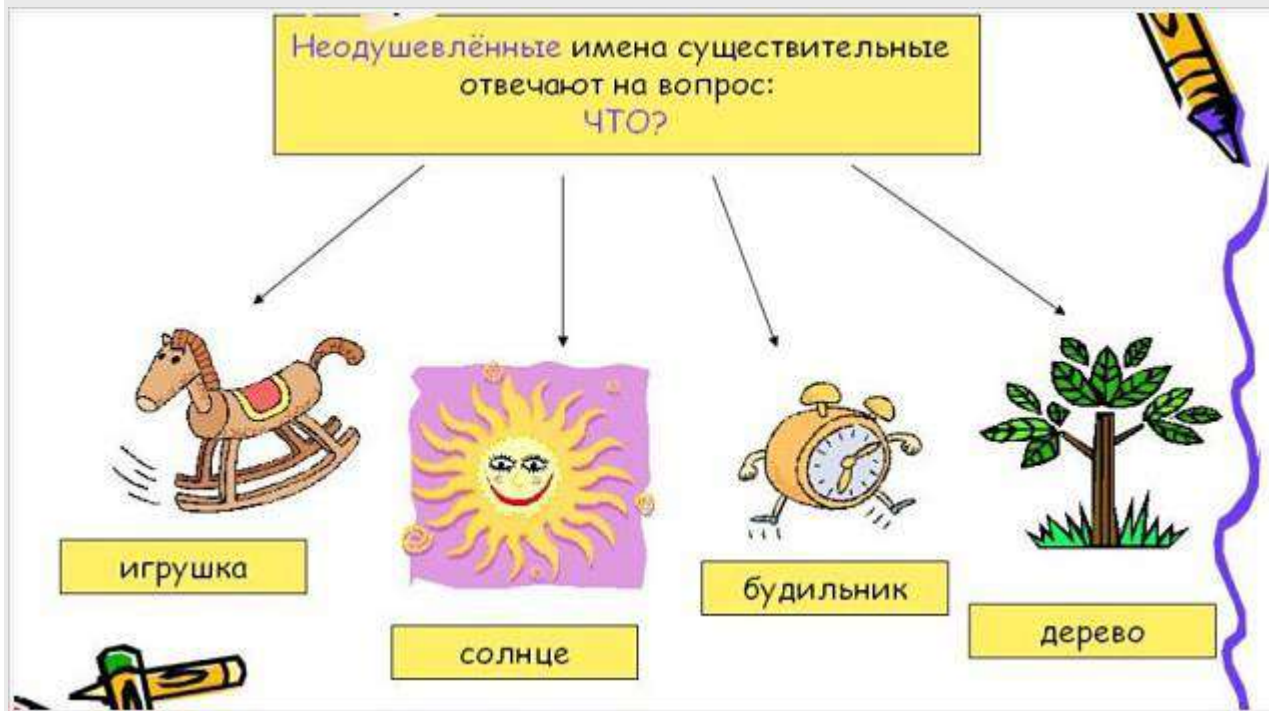 Неодушевлённые имена существительные
отвечают на вопрос:
ЧТО?
игрушка
солнце
будильник
дерево